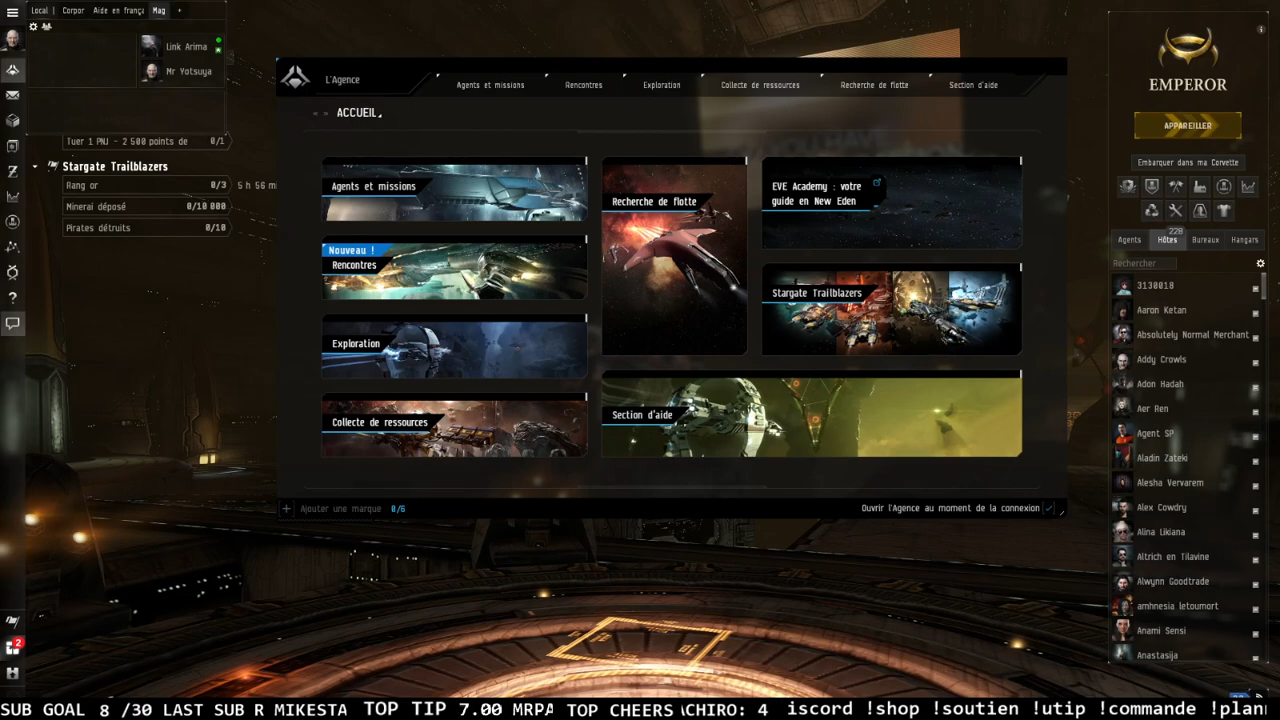 Local
Corpor
Aide en frança
Mag
+
Link Arima
Mr Yotsuya
Tuer 1 PNJ - 2 500 points de 0/1
Stargate Trailblazers
5 h 56 mi
Rang or 0/3
Minerai déposé 0/10 000
Pirates détruits 0/10
L'Agence
Agents et missions
Rencontres
Exploration
Collecte de ressources
Recherche de flotte
Section d'aide
ACCUEIL
Agents et missions
Nouveau !
Rencontres
Exploration
Collecte de ressources
Recherche de flotte
EVE Academy : votre
guide en New Eden
Stargate Trailblazers
Section d'aide
Ajouter une marque 0/6
Ouvrir l'Agence au moment de la connexion
EMPEROR
APPAREILLER
Embarquer dans ma Corvette
228
Agents
Hôtes
Bureaux
Hangars
Rechercher
3130018
Aaron Ketan
Absolutely Normal Merchant
Addy Crowls
Adon Hadah
Aer Ren
Agent SP
Aladin Zateki
Alesha Vervarem
Alex Cowdry
Alina Likiana
Altrich en Tilavine
Alwynn Goodtrade
amhnesia letoumort
Anami Sensi
Anastasija
2
SUB GOAL 8 /30 LAST SUB R MIKESTA TOP TIP 7.00 MRPA TOP CHEERS \CHIRO: 4 iscord !shop !soutien !utip !commande !plan